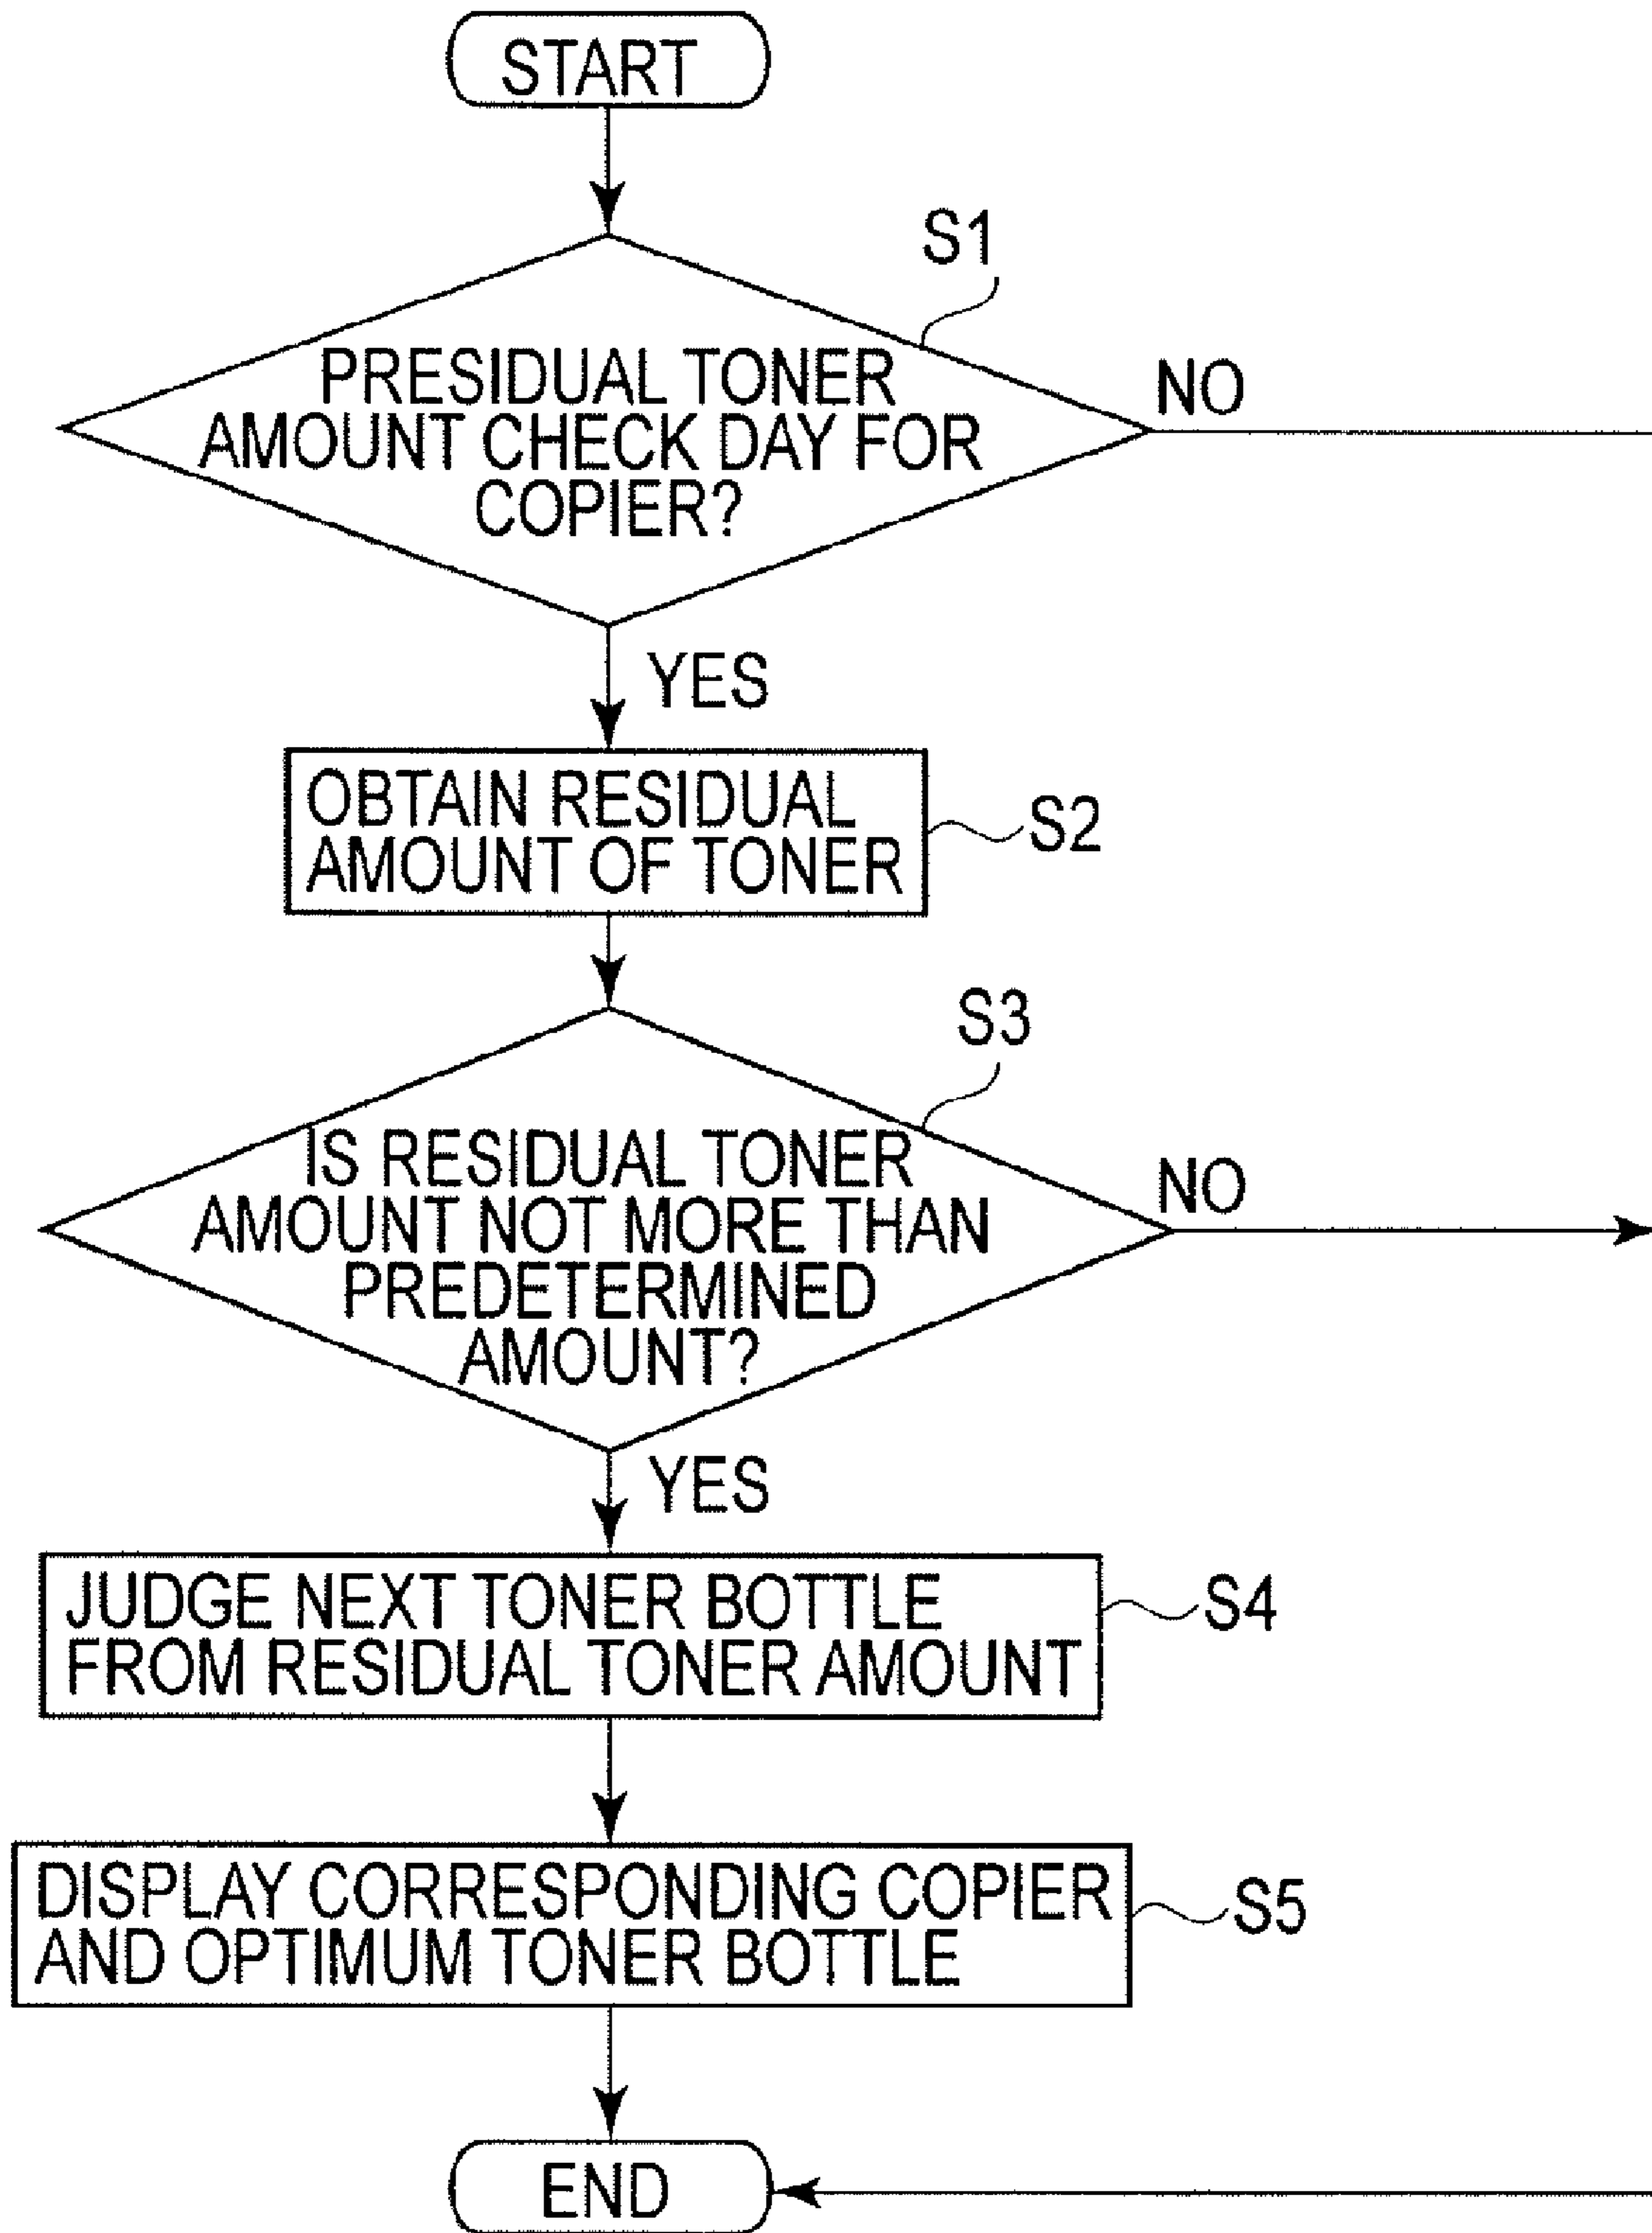 START
S1
PRESIDUAL TONER
AMOUNT CHECK DAY FOR
COPIER?
NO
YES
OBTAIN RESIDUAL
AMOUNT OF TONER
S2
S3
IS RESIDUAL TONER
AMOUNT NOT MORE THAN
PREDETERMINED
AMOUNT?
NO
YES
JUDGE NEXT TONER BOTTLE
FROM RESIDUAL TONER AMOUNT
S4
DISPLAY CORRESPONDING COPIER
AND OPTIMUM TONER BOTTLE
S5
END